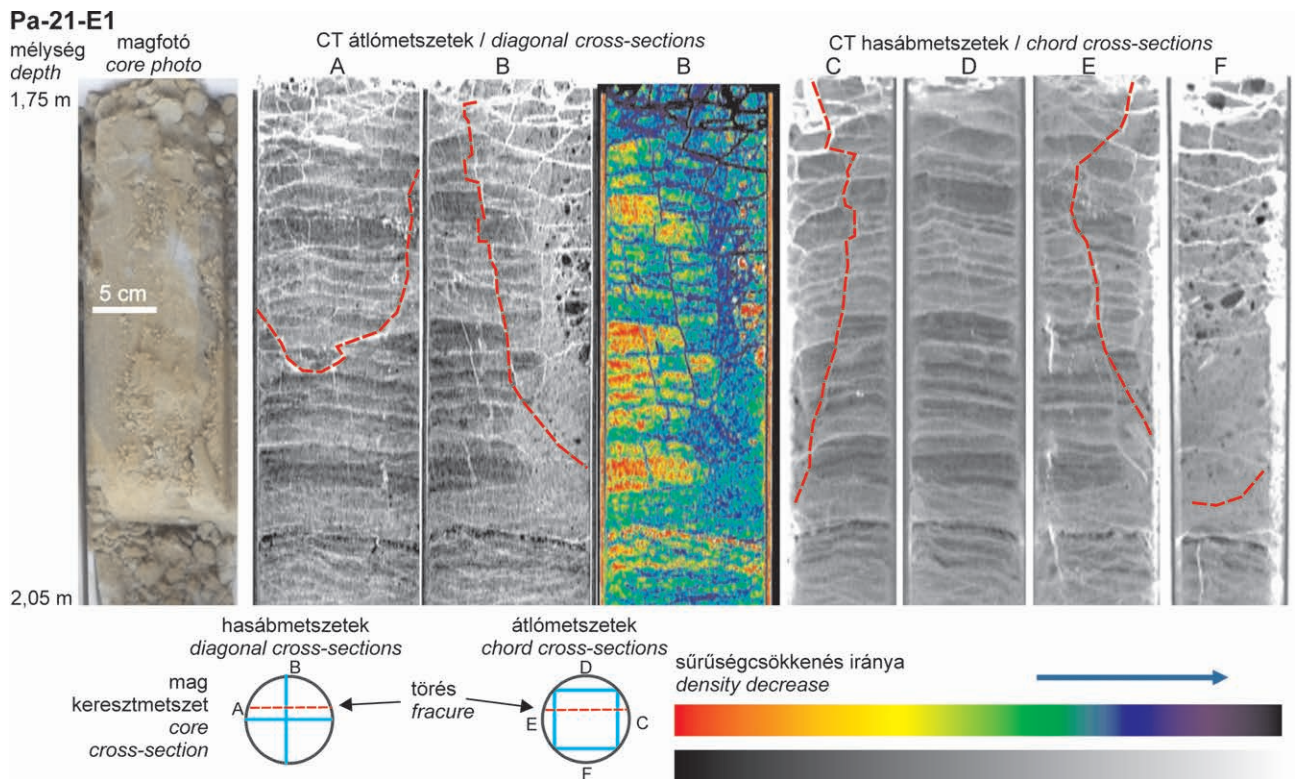 Pa-21-E1
mélység
depth
1,75 m
magfotó
core photo
CT átlómetszetek / diagonal cross-sections
A
B
B
CT hasábmetszetek / chord cross-sections
C
D
E
F
5 cm
2,05 m
hasábmetszetek
diagonal cross-sections
B
A
mag
keresztmetszet
core
cross-section
törés
fracure
átlómetszetek
chord cross-sections
D
E
C
F
sűrűségcsökkenés iránya
density decrease